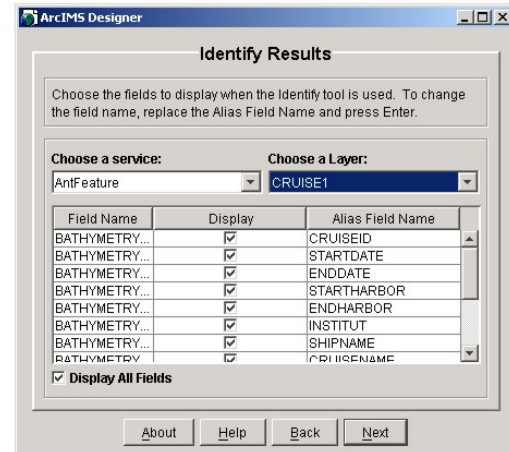 ArcIMS Designer
Identify Results
Choose the fields to display when the Identify tool is used. To change
the field name, replace the Alias Field Name and press Enter.
Choose a service: Choose a Layer:
AntFeature CRUISE1
Field Name Display Alias Field Name
BATHYMETRY... CRUISEID
BATHYMETRY... STARTDATE
BATHYMETRY... ENDDATE
BATHYMETRY... STARTHARBOR
BATHYMETRY... ENDHARBOR
BATHYMETRY... INSTITUT
BATHYMETRY... SHIPNAME
BATHYMETRY... CRUISENAME
Display All Fields
About Help Back Next